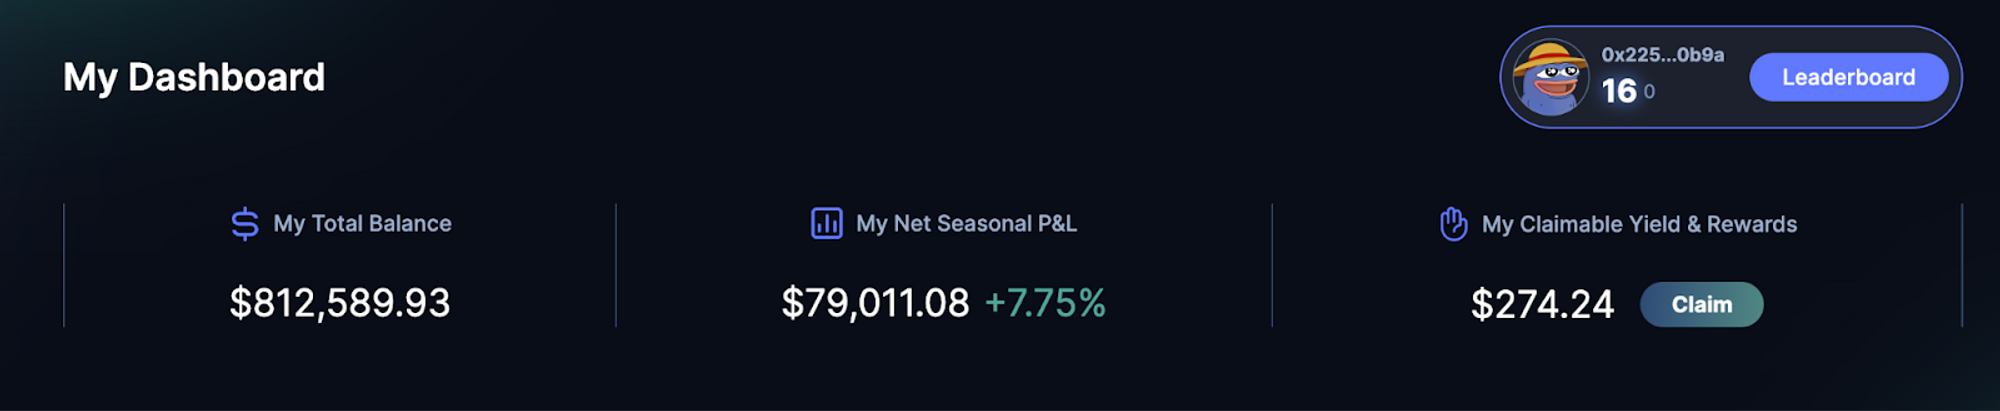 My Dashboard
0x225...0b9a
16 0
Leaderboard
My Total Balance
$812,589.93
My Net Seasonal P&L
$79,011.08 +7.75%
My Claimable Yield & Rewards
$274.24 Claim